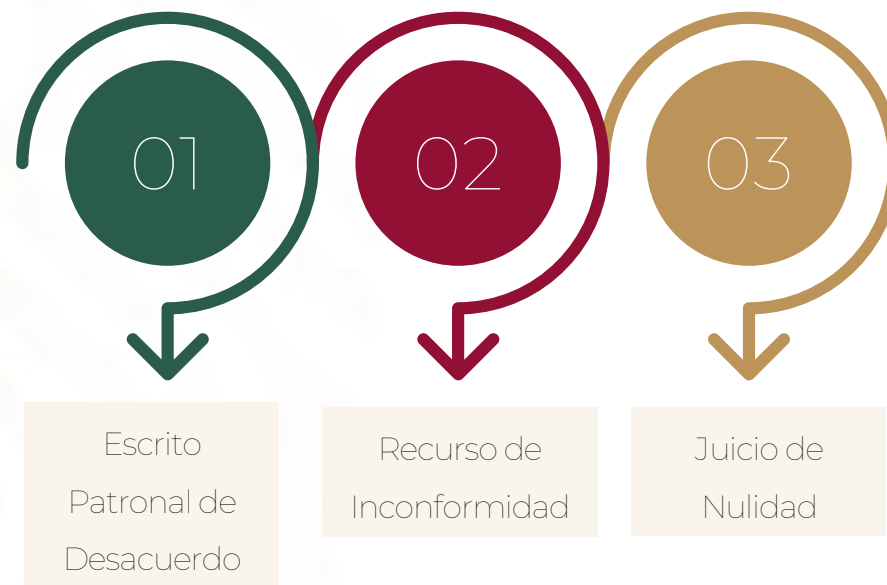 01
Escrito
Patronal de
Desacuerdo
02
Recurso de
Inconformidad
03
Juicio de
Nulidad